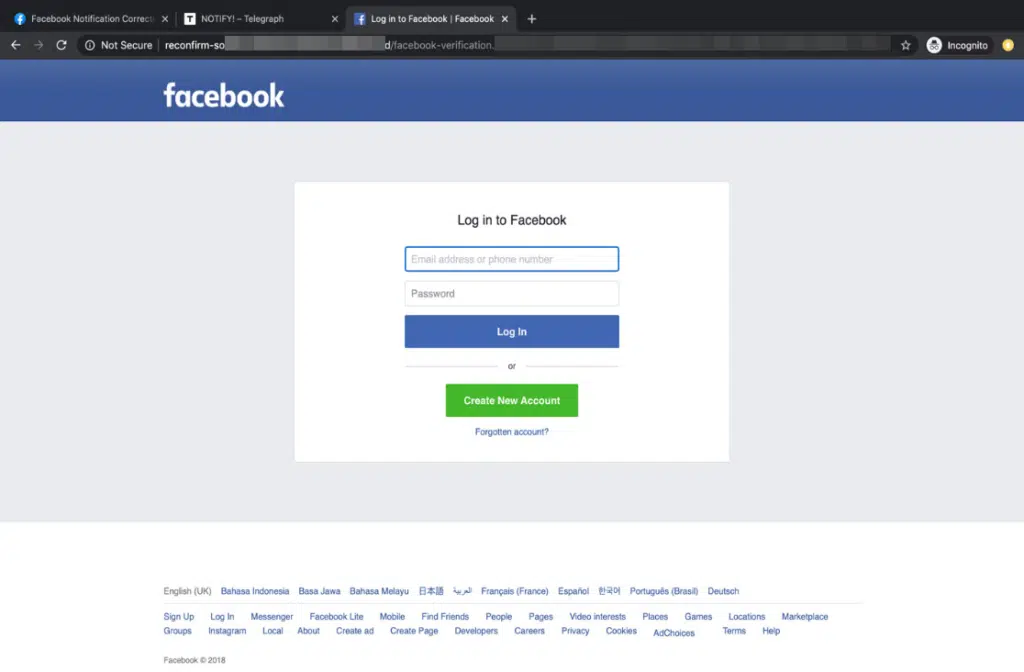 Facebook Notification Correct
NOTIFY! – Telegraph
Log in to Facebook | Facebook
Not Secure
reconfirm-so d/facebook-verification.
Incognito
facebook
Log in to Facebook
Email address or phone number
Password
Log In
or
Create New Account
Forgotten account?
English (UK) Bahasa Indonesia Basa Jawa Bahasa Melayu 日本語 العربية Français (France) Español 한국어 Português (Brasil) Deutsch
Sign Up Log In Messenger Facebook Lite Mobile Find Friends People Pages Video interests Places Games Locations Marketplace
Groups Instagram Local About Create ad Create Page Developers Careers Privacy Cookies AdChoices Terms Help
Facebook © 2018